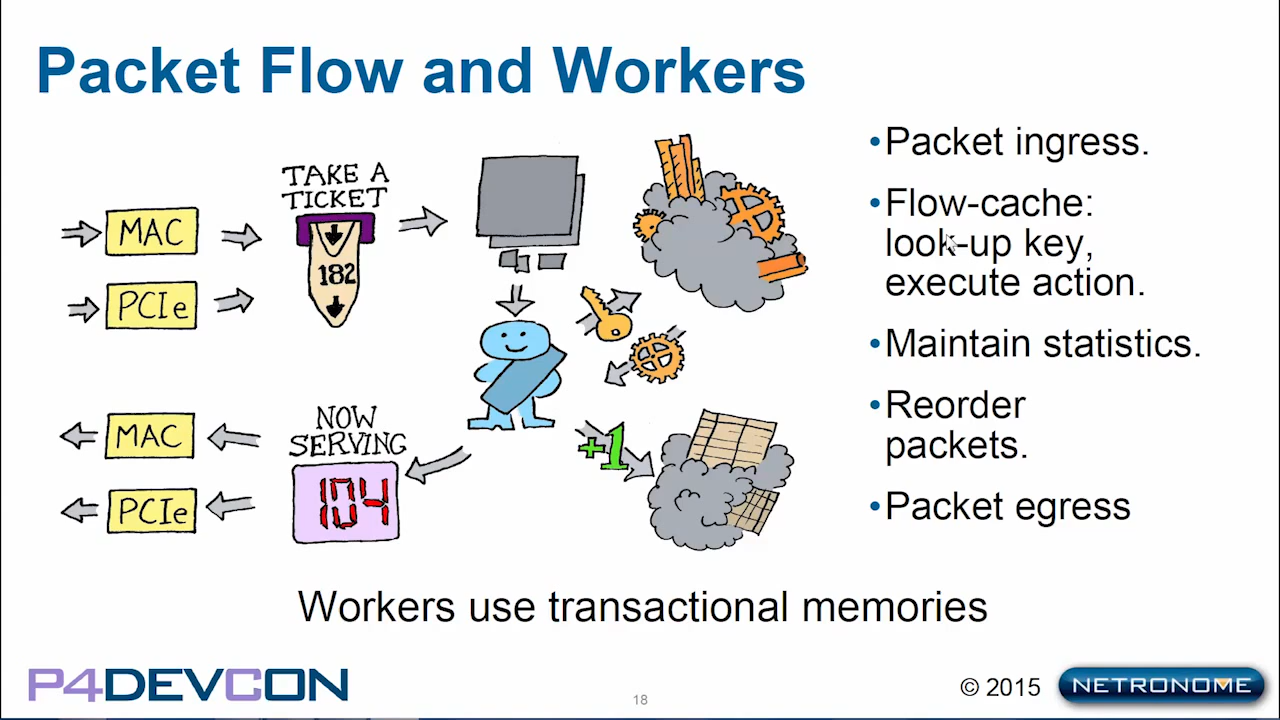 Packet Flow and Workers
TAKE A
TICKET
MAC
182
PCIe
+1
NOW
SERVING
MAC
104
PCIe
•Packet ingress.
•Flow-cache:
look-up key,
execute action.
•Maintain statistics.
•Reorder
packets.
•Packet egress
Workers use transactional memories
P4DEVCON
18
© 2015
NETRONOME